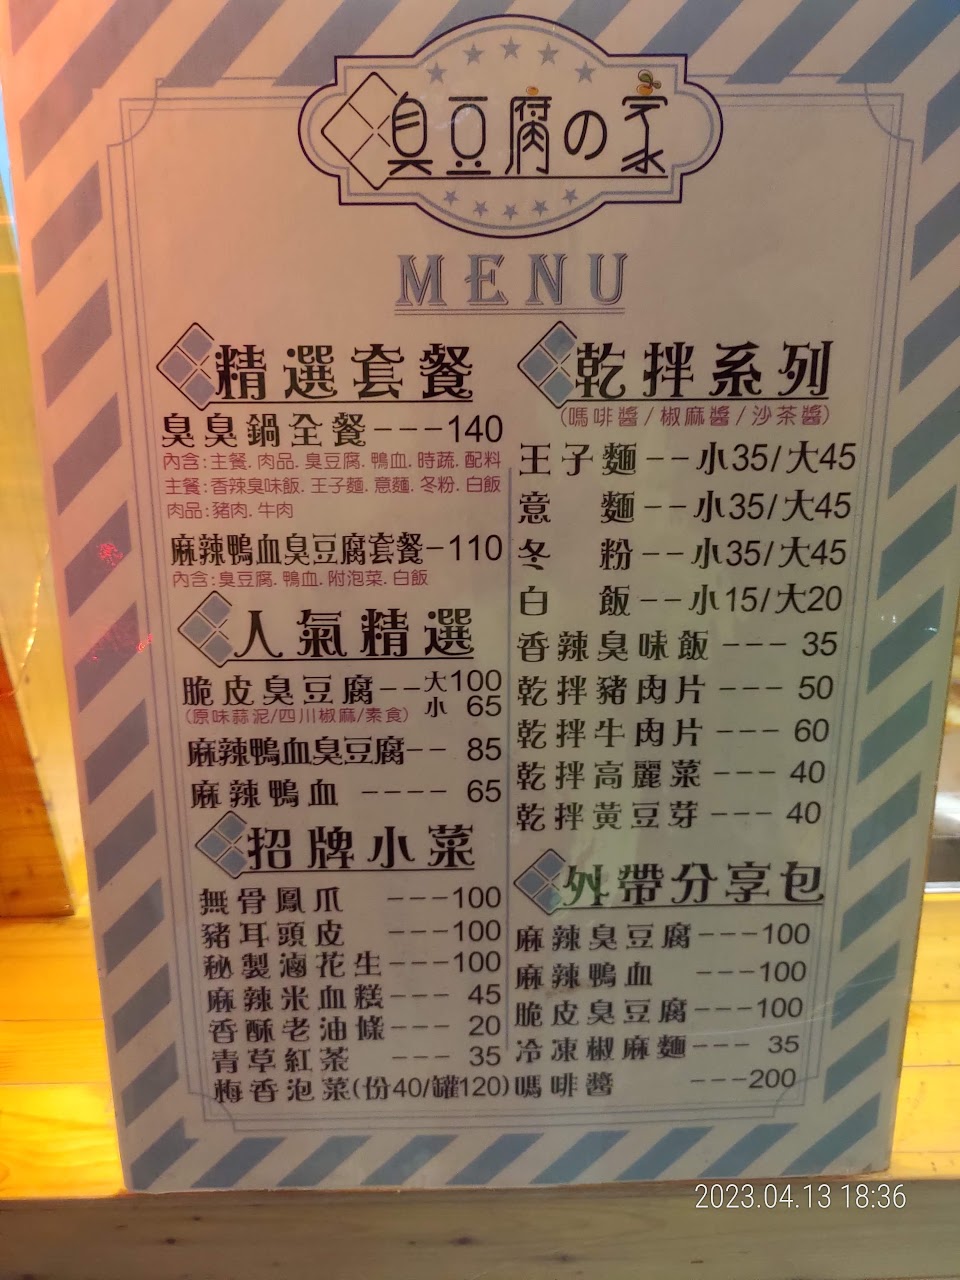 臭豆腐の家
MENU
精選套餐
臭臭鍋全餐---140
內含:主餐.肉品.臭豆腐.鴨血.時蔬.配料
主餐:香辣臭味飯.王子麵.意麵.冬粉.白飯
肉品:豬肉.牛肉
麻辣鴨血臭豆腐套餐-110
內含:臭豆腐.鴨血.附泡菜.白飯
人氣精選
脆皮臭豆腐--大100
小 65
(原味蒜泥/四川椒麻/素食)
麻辣鴨血臭豆腐-- 85
麻辣鴨血 ---- 65
招牌小菜
無骨鳳爪 ---100
豬耳頭皮 ---100
秘製滷花生---100
麻辣米血糕--- 45
香酥老油條--- 20
青草紅茶 --- 35
梅香泡菜(份40/罐120)
乾拌系列
(嗎啡醬/椒麻醬/沙茶醬)
王子麵--小35/大45
意 麵--小35/大45
冬 粉--小35/大45
白 飯--小15/大20
香辣臭味飯--- 35
乾拌豬肉片--- 50
乾拌牛肉片--- 60
乾拌高麗菜--- 40
乾拌黃豆芽--- 40
外帶分享包
麻辣臭豆腐---100
麻辣鴨血 ---100
脆皮臭豆腐---100
冷凍椒麻麵--- 35
嗎啡醬 ---200
2023.04.13 18:36